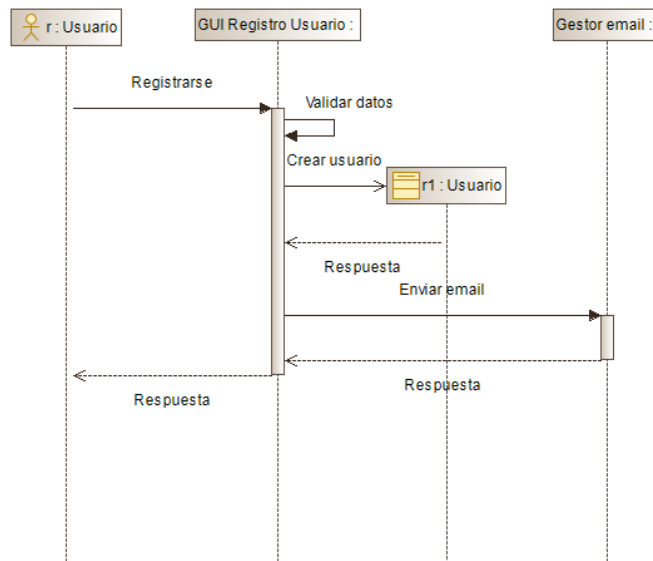 r : Usuario
GUI Registro Usuario :
Gestor email :
Registrarse
Validar datos
Crear usuario
r1 : Usuario
Respuesta
Enviar email
Respuesta
Respuesta